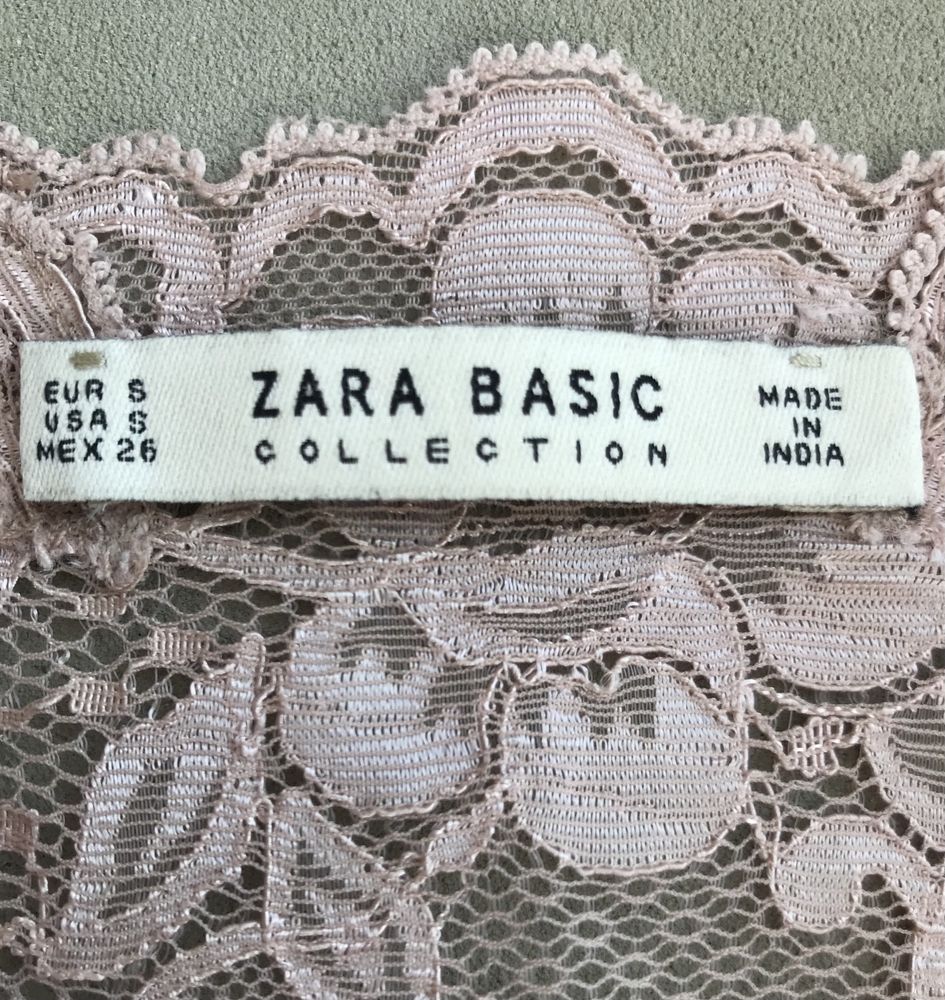 EUR S
USA S
MEX 26
ZARA BASIC
COLLECTION
MADE
IN
INDIA